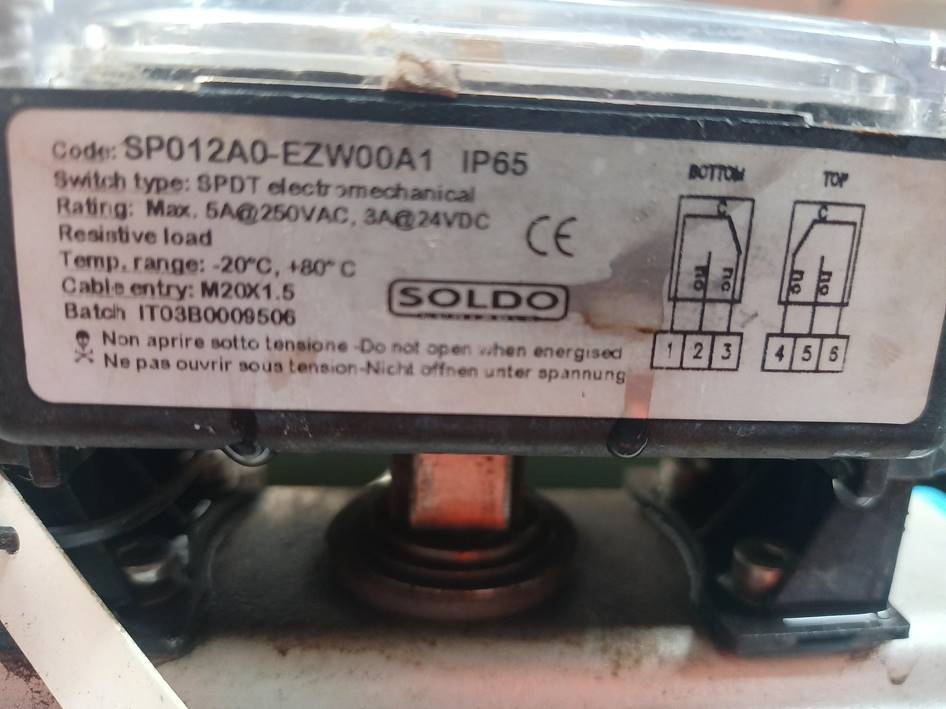 Code: SP012A0-EZW00A1 IP65
Switch type: SPDT electromechanical
Rating: Max. 5A@250VAC, 3A@24VDC
Resistive load
Temp. range: -20°C, +80°C
Cable entry: M20X1.5
Batch IT03B0009506
CE
SOLDO
Non aprire sotto tensione -Do not open when energised
Ne pas ouvrir sous tension-Nicht offnen unter spannung
BOTTOM
C
no nc
1 2 3
TOP
C
nc no
4 5 6